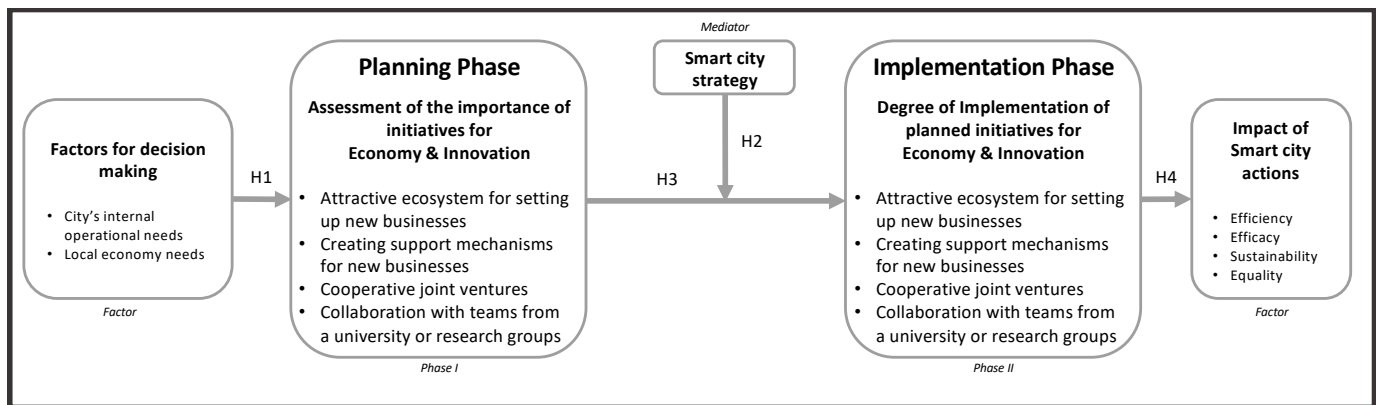 Factors for decision
making
• City's internal
operational needs
• Local economy needs
Factor
H1
Planning Phase
Assessment of the importance of
initiatives for
Economy & Innovation
• Attractive ecosystem for setting
up new businesses
• Creating support mechanisms
for new businesses
• Cooperative joint ventures
• Collaboration with teams from
a university or research groups
Phase I
Mediator
Smart city
strategy
H2
H3
Implementation Phase
Degree of Implementation of
planned initiatives for
Economy & Innovation
• Attractive ecosystem for setting
up new businesses
• Creating support mechanisms
for new businesses
• Cooperative joint ventures
• Collaboration with teams from
a university or research groups
Phase II
H4
Impact of
Smart city
actions
• Efficiency
• Efficacy
• Sustainability
• Equality
Factor